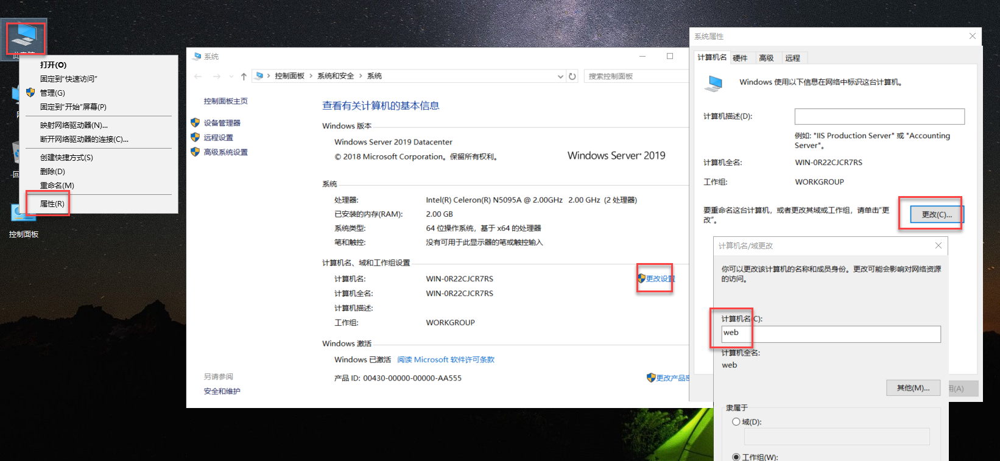 打开(O)
固定到"快速访问"
管理(G)
固定到"开始"屏幕(P)
映射网络驱动器(N)...
断开网络驱动器的连接(C)...
创建快捷方式(S)
删除(D)
重命名(M)
属性(R)
控制面板
系统
控制面板 › 系统和安全 › 系统
搜索控制面板
控制面板主页
设备管理器
远程设置
高级系统设置
另请参阅
安全和维护
查看有关计算机的基本信息
Windows 版本
Windows Server 2019 Datacenter
© 2018 Microsoft Corporation。保留所有权利。
Windows Server 2019
系统
处理器: Intel(R) Celeron(R) N5095A @ 2.00GHz 2.00 GHz (2 处理器)
已安装的内存(RAM): 2.00 GB
系统类型: 64 位操作系统，基于 x64 的处理器
笔和触控: 没有可用于此显示器的笔或触控输入
计算机名、域和工作组设置
计算机名: WIN-0R22CJCR7RS
更改设置
计算机全名: WIN-0R22CJCR7RS
计算机描述:
工作组: WORKGROUP
Windows 激活
Windows 已激活 阅读 Microsoft 软件许可条款
产品 ID: 00430-00000-00000-AA555
更改产品
系统属性
计算机名 硬件 高级 远程
Windows 使用以下信息在网络中标识这台计算机。
计算机描述(D):
例如: "IIS Production Server" 或 "Accounting
Server"。
计算机全名: WIN-0R22CJCR7RS
工作组: WORKGROUP
要重命名这台计算机，或者更改其域或工作组，请单击"更
改"。
更改(C)...
计算机名/域更改
你可以更改该计算机的名称和成员身份。更改可能会影响对网络资源
的访问。
计算机名(C):
web
计算机全名:
web
其他(M)...
(A)
隶属于
域(D):
工作组(W):